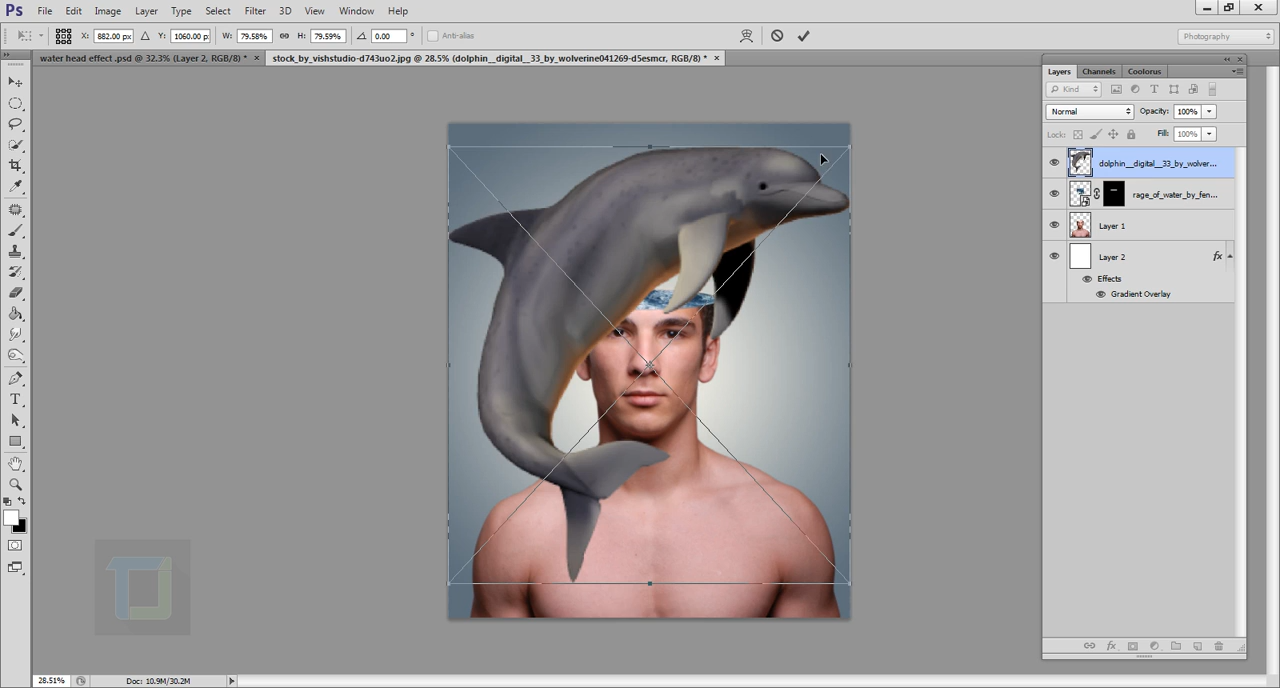 Ps File Edit Image Layer Type Select Filter 3D View Window Help
X: 882.00 px Y: 1060.00 p: W: 79.58% H: 79.59% 0.00 ° Anti-alias Photography
water head effect .psd @ 32.3% (Layer 2, RGB/8) * × stock_by_vishstudio-d743uo2.jpg @ 28.5% (dolphin__digital__33_by_wolverine041269-d5esmcr, RGB/8) * ×
Layers Channels Coolorus
Kind
Normal Opacity: 100%
Lock: Fill: 100%
dolphin__digital__33_by_wolver...
rage_of_water_by_fen...
Layer 1
Layer 2 fx
Effects
Gradient Overlay
fx
28.51% Doc: 10.9M/30.2M